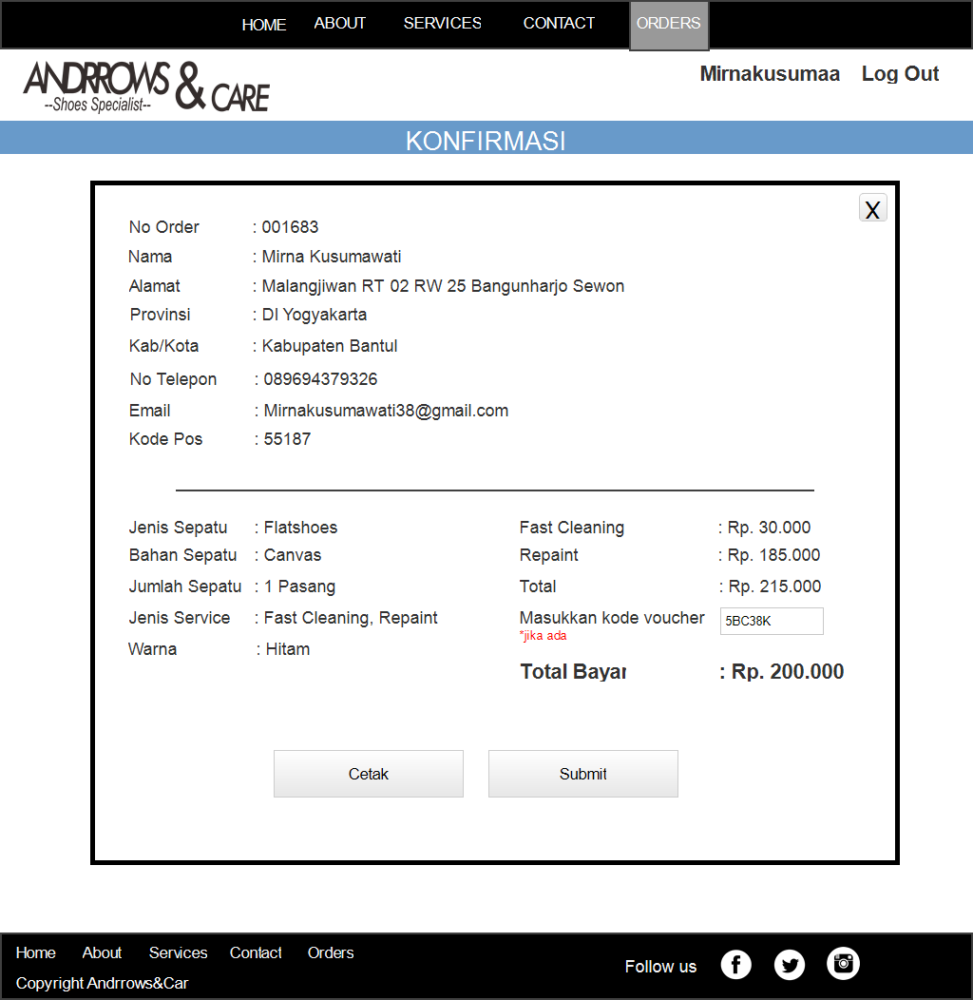 HOME ABOUT SERVICES CONTACT ORDERS
ANDRROWS & CARE
--Shoes Specialist--
Mirnakusumaa Log Out
KONFIRMASI
X
No Order : 001683
Nama : Mirna Kusumawati
Alamat : Malangjiwan RT 02 RW 25 Bangunharjo Sewon
Provinsi : DI Yogyakarta
Kab/Kota : Kabupaten Bantul
No Telepon : 089694379326
Email : Mirnakusumawati38@gmail.com
Kode Pos : 55187
Jenis Sepatu : Flatshoes
Bahan Sepatu : Canvas
Jumlah Sepatu : 1 Pasang
Jenis Service : Fast Cleaning, Repaint
Warna : Hitam
Fast Cleaning : Rp. 30.000
Repaint : Rp. 185.000
Total : Rp. 215.000
Masukkan kode voucher 5BC38K
*jika ada
Total Bayar : Rp. 200.000
Cetak Submit
Home About Services Contact Orders
Copyright Andrrows&Car
Follow us